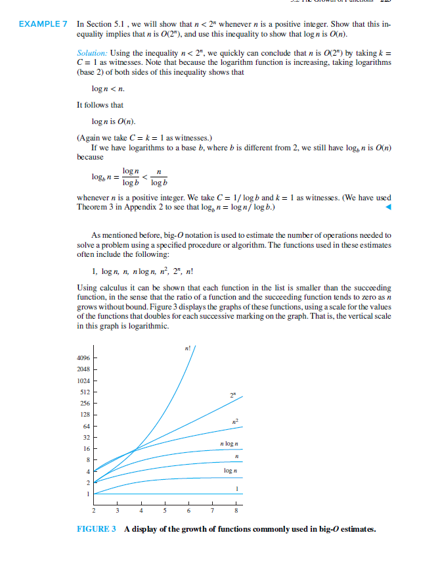 EXAMPLE 7 In Section 5.1 , we will show that n < 2ⁿ whenever n is a positive integer. Show that this in-
equality implies that n is O(2ⁿ), and use this inequality to show that log n is O(n).
Solution: Using the inequality n < 2ⁿ, we quickly can conclude that n is O(2ⁿ) by taking k =
C = 1 as witnesses. Note that because the logarithm function is increasing, taking logarithms
(base 2) of both sides of this inequality shows that
log n < n.
It follows that
log n is O(n).
(Again we take C = k = 1 as witnesses.)
If we have logarithms to a base b, where b is different from 2, we still have log_b n is O(n)
because
log_b n = log n / log b < n / log b
whenever n is a positive integer. We take C = 1/ log b and k = 1 as witnesses. (We have used
Theorem 3 in Appendix 2 to see that log_b n = log n/ log b.)
As mentioned before, big-O notation is used to estimate the number of operations needed to
solve a problem using a specified procedure or algorithm. The functions used in these estimates
often include the following:
1, log n, n, n log n, n², 2ⁿ, n!
Using calculus it can be shown that each function in the list is smaller than the succeeding
function, in the sense that the ratio of a function and the succeeding function tends to zero as n
grows without bound. Figure 3 displays the graphs of these functions, using a scale for the values
of the functions that doubles for each successive marking on the graph. That is, the vertical scale
in this graph is logarithmic.
n!
4096
2048
1024
512
2ⁿ
256
128
n²
64
32
n log n
16
n
8
log n
4
2
1
1
2 3 4 5 6 7 8
FIGURE 3 A display of the growth of functions commonly used in big-O estimates.